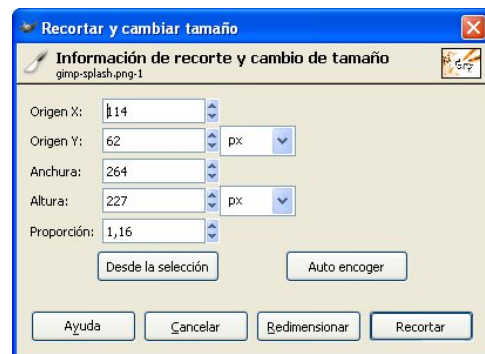 Recortar y cambiar tamaño
Información de recorte y cambio de tamaño
gimp-splash.png-1
Origen X: 114
Origen Y: 62 px
Anchura: 264
Altura: 227 px
Proporción: 1,16
Desde la selección Auto encoger
Ayuda Cancelar Redimensionar Recortar